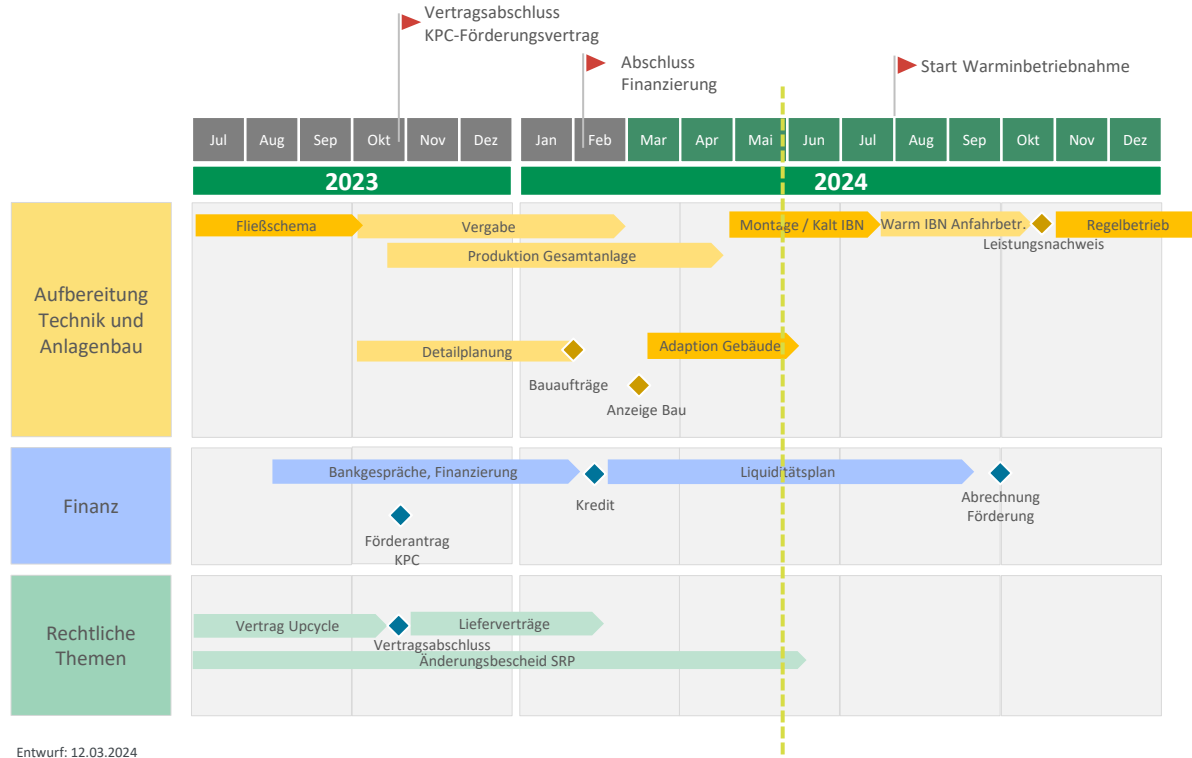 Vertragsabschluss
KPC-Förderungsvertrag
Abschluss
Finanzierung
Start Warminbetriebnahme
Jul Aug Sep Okt Nov Dez Jan Feb Mar Apr Mai Jun Jul Aug Sep Okt Nov Dez
2023 2024
Aufbereitung
Technik und
Anlagenbau
Fließschema Vergabe Montage / Kalt IBN Warm IBN Anfahrbetr. Regelbetrieb
Leistungsnachweis
Produktion Gesamtanlage
Detailplanung Adaption Gebäude
Bauaufträge
Anzeige Bau
Finanz
Bankgespräche, Finanzierung Liquiditätsplan
Kredit
Abrechnung
Förderung
Förderantrag
KPC
Rechtliche
Themen
Vertrag Upcycle Lieferverträge
Vertragsabschluss
Änderungsbescheid SRP
Entwurf: 12.03.2024